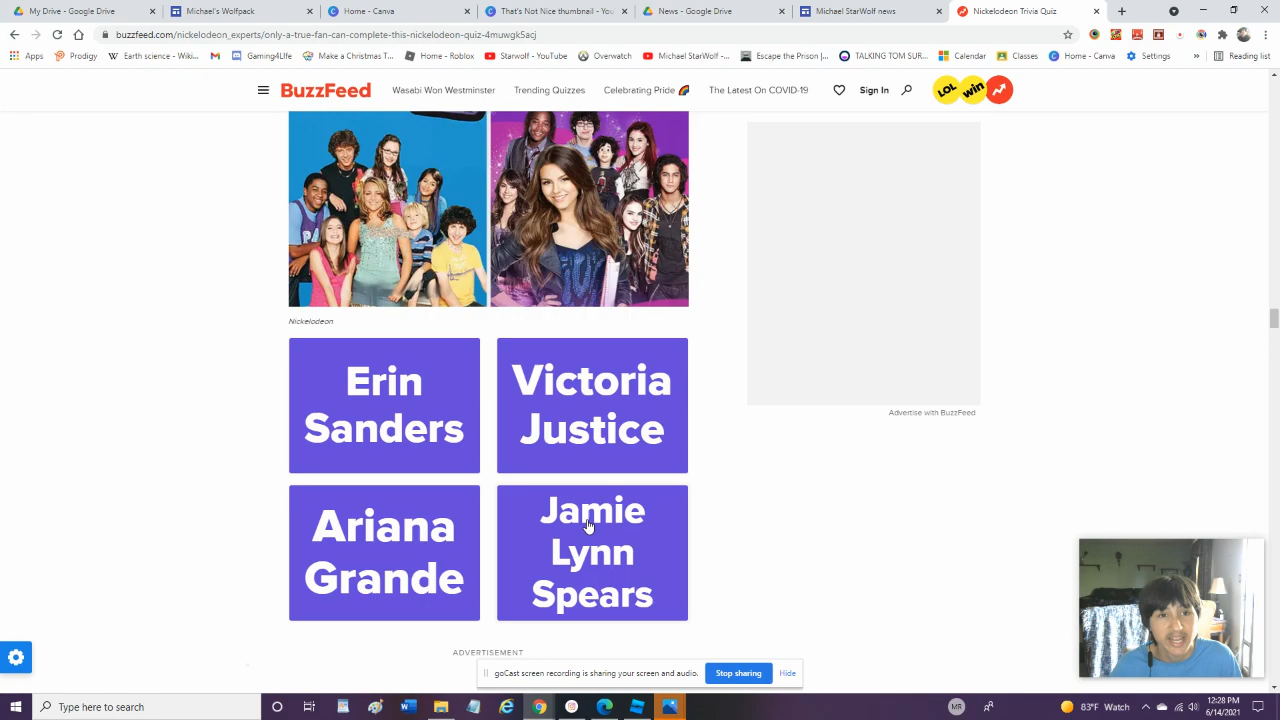 My Drive - Google Drive
Michael's Wolfpack
Home - Canva
That's Not Nice thumbnail - You
News - Google Drive
Michael StarWolf news
Nickelodeon Trivia Quiz
buzzfeed.com/nickelodeon_experts/only-a-true-fan-can-complete-this-nickelodeon-quiz-4muwgk5acj
Apps
Prodigy
Earth science - Wiki...
Gaming4Life
Make a Christmas T...
Home - Canva
Starwolf - YouTube
Overwatch
Michael StarWolf -...
Escape the Prison |...
TALKING TOM SUR...
Calendar
Classes
Home - Canva
Settings
»
Reading list
BuzzFeed
Wasabi Won Westminster
Trending Quizzes
Celebrating Pride
The Latest On COVID-19
Sign In
LOL
win
Nickelodeon
Erin
Sanders
Victoria
Justice
Advertise with BuzzFeed
Ariana
Grande
Jamie
Lynn
Spears
ADVERTISEMENT
goCast screen recording is sharing your screen and audio.
Stop sharing
Hide
Type here to search
MR
83°F Watch
12:28 PM
6/14/2021